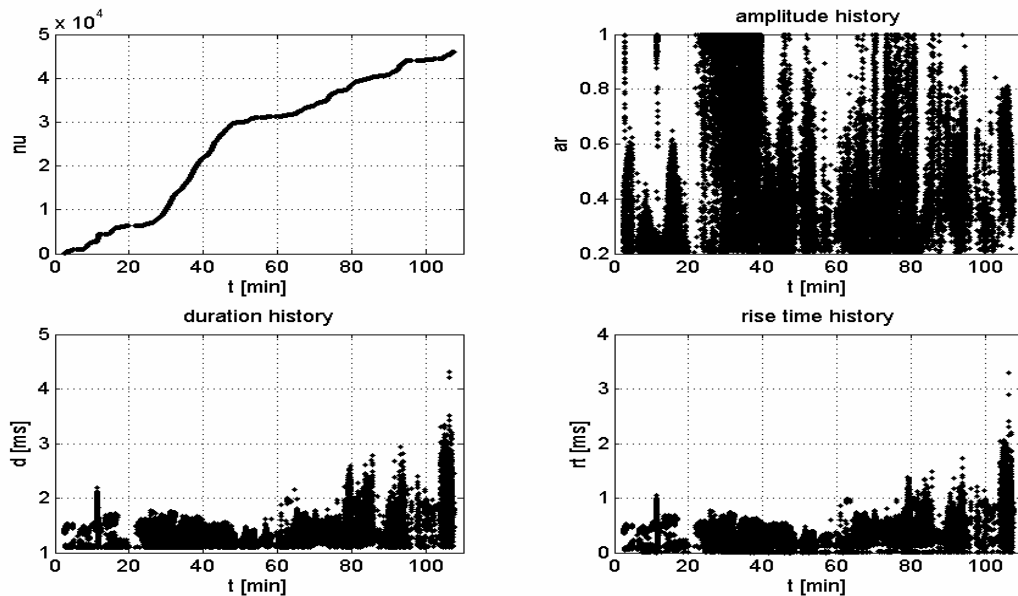 x 10⁴
5
4
3
2
1
0
nu
0 20 40 60 80 100
t [min]
amplitude history
1
0.8
0.6
0.4
0.2
ar
0 20 40 60 80 100
t [min]
duration history
5
4
3
2
1
d [ms]
0 20 40 60 80 100
t [min]
rise time history
4
3
2
1
0
rt [ms]
0 20 40 60 80 100
t [min]